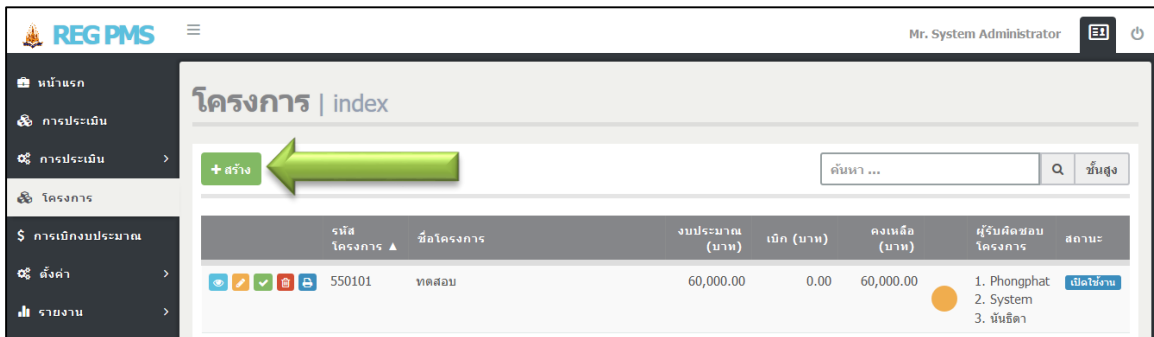 REG PMS
Mr. System Administrator
หน้าแรก
การประเมิน
การประเมิน
โครงการ
$ การเบิกงบประมาณ
ตั้งค่า
รายงาน
โครงการ | index
+ สร้าง
ค้นหา ...
ชั้นสูง
รหัส
โครงการ ▲
ชื่อโครงการ
งบประมาณ
(บาท)
เบิก (บาท)
คงเหลือ
(บาท)
ผู้รับผิดชอบ
โครงการ
สถานะ
550101
ทดสอบ
60,000.00
0.00
60,000.00
1. Phongphat
2. System
3. นันธิดา
เปิดใช้งาน